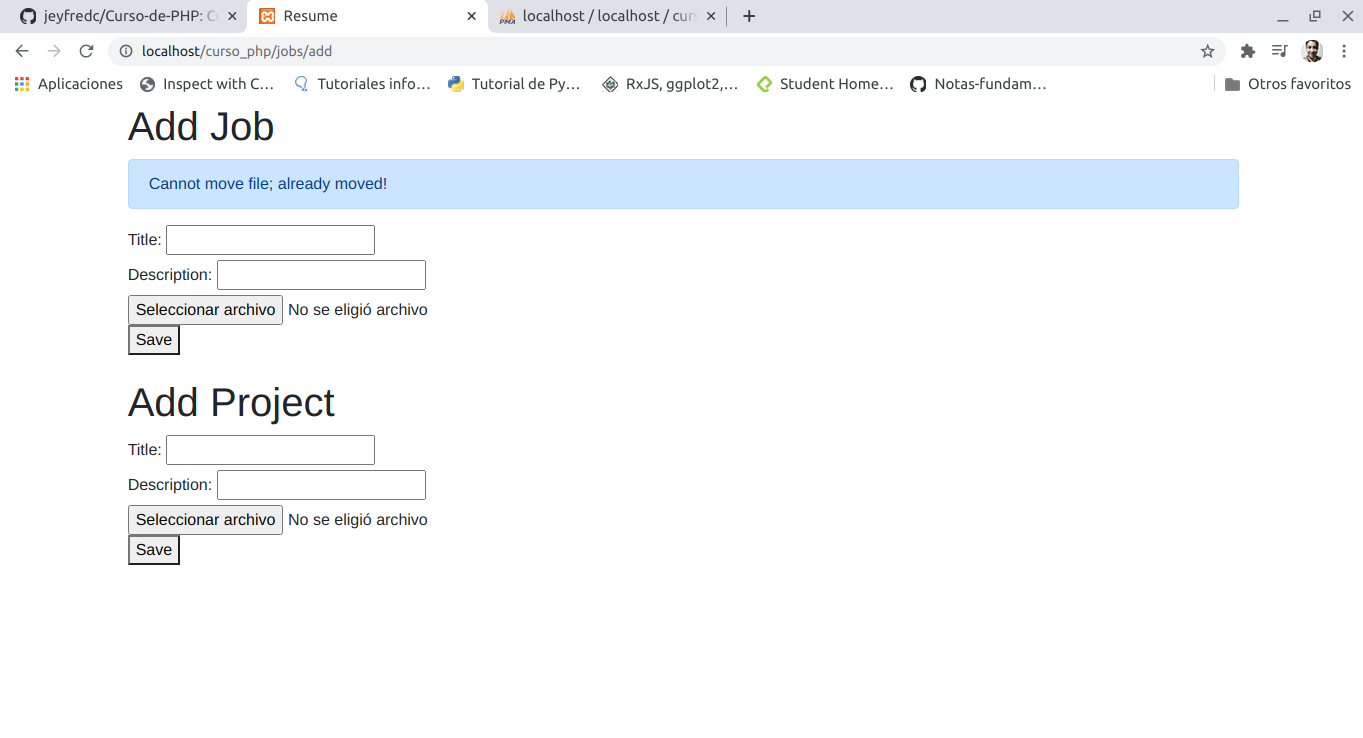 jeyfredc/Curso-de-PHP: Cu
Resume
localhost / localhost / curs
localhost/curso_php/jobs/add
Aplicaciones
Inspect with C...
Tutoriales info...
Tutorial de Py...
RxJS, ggplot2,...
Student Home...
Notas-fundam...
Otros favoritos
Add Job
Cannot move file; already moved!
Title:
Description:
Seleccionar archivo No se eligió archivo
Save
Add Project
Title:
Description:
Seleccionar archivo No se eligió archivo
Save